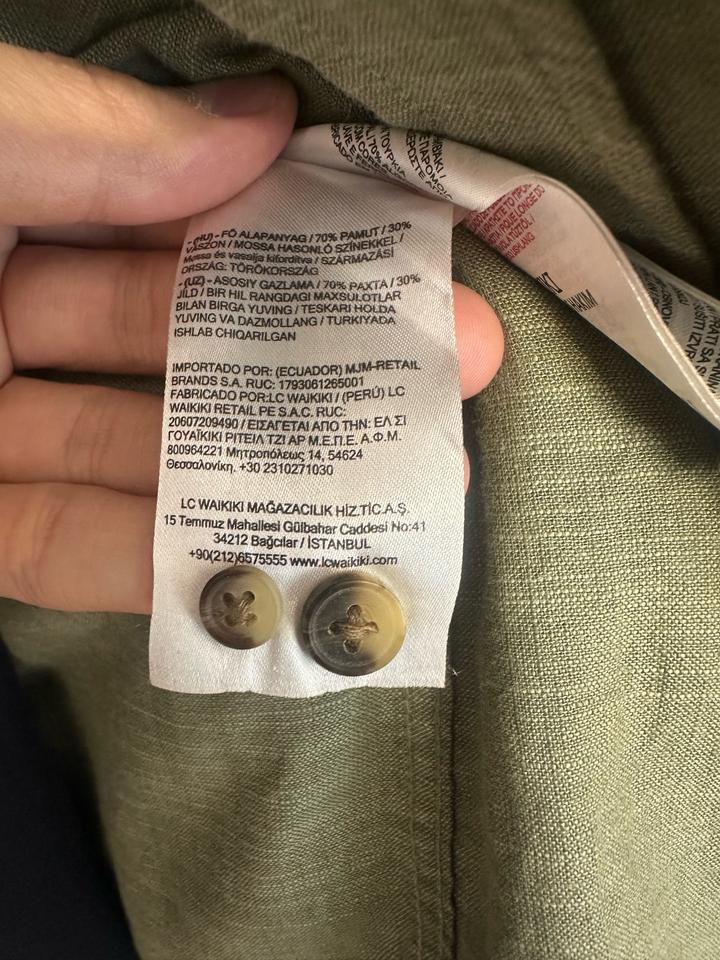 -(HU)- FŐ ALAPANYAG / 70% PAMUT / 30%
VÁSZON / MOSSA HASONLÓ SZÍNEKKEL /
Mossa és vasalja kifordítva / SZÁRMAZÁSI
ORSZÁG: TÖRÖKORSZÁG
-(UZ)- ASOSIY GAZLAMA / 70% PAXTA / 30%
JILD / BIR HIL RANGDAGI MAXSULOTLAR
BILAN BIRGA YUVING / TESKARI HOLDA
YUVING VA DAZMOLLANG / TURKIYADA
ISHLAB CHIQARILGAN
IMPORTADO POR: (ECUADOR) MJM-RETAIL
BRANDS S.A. RUC: 1793061265001
FABRICADO POR:LC WAIKIKI / (PERÚ) LC
WAIKIKI RETAIL PE S.A.C. RUC:
20607209490 / ΕΙΣΑΓΕΤΑΙ ΑΠΟ ΤΗΝ: ΕΛ ΣΙ
ΓΟΥΑΪΚΙΚΙ ΡΙΤΕΙΛ ΤΖΙ ΑΡ Μ.Ε.Π.Ε. Α.Φ.Μ.
800964221 Μητροπόλεως 14, 54624
Θεσσαλονίκη. +30 2310271030
LC WAIKIKI MAĞAZACILIK HİZ.TİC.A.Ş.
15 Temmuz Mahallesi Gülbahar Caddesi No:41
34212 Bağcılar / İSTANBUL
+90(212)6575555 www.lcwaikiki.com